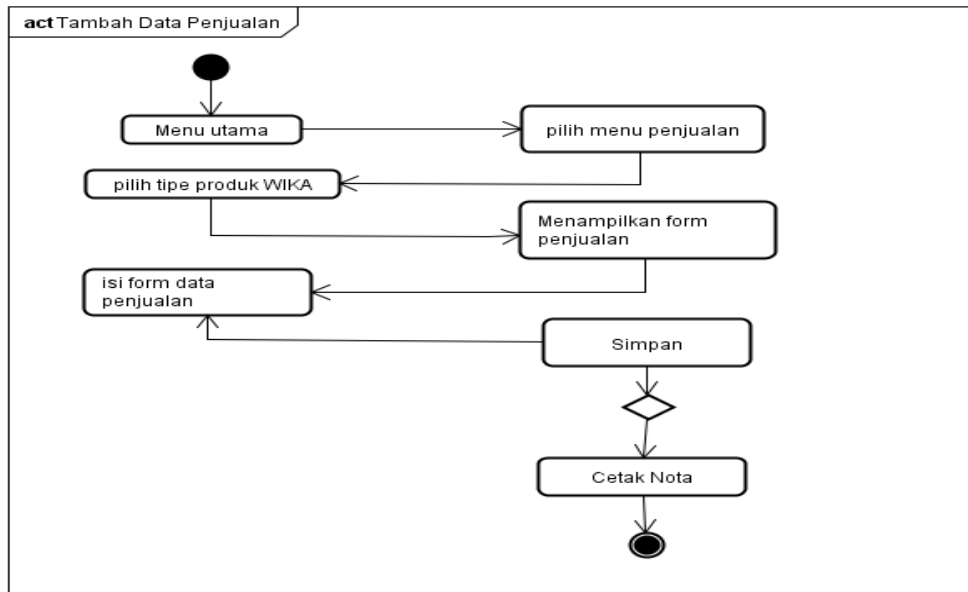 act Tambah Data Penjualan
Menu utama
pilih menu penjualan
pilih tipe produk WIKA
Menampilkan form
penjualan
isi form data
penjualan
Simpan
Cetak Nota